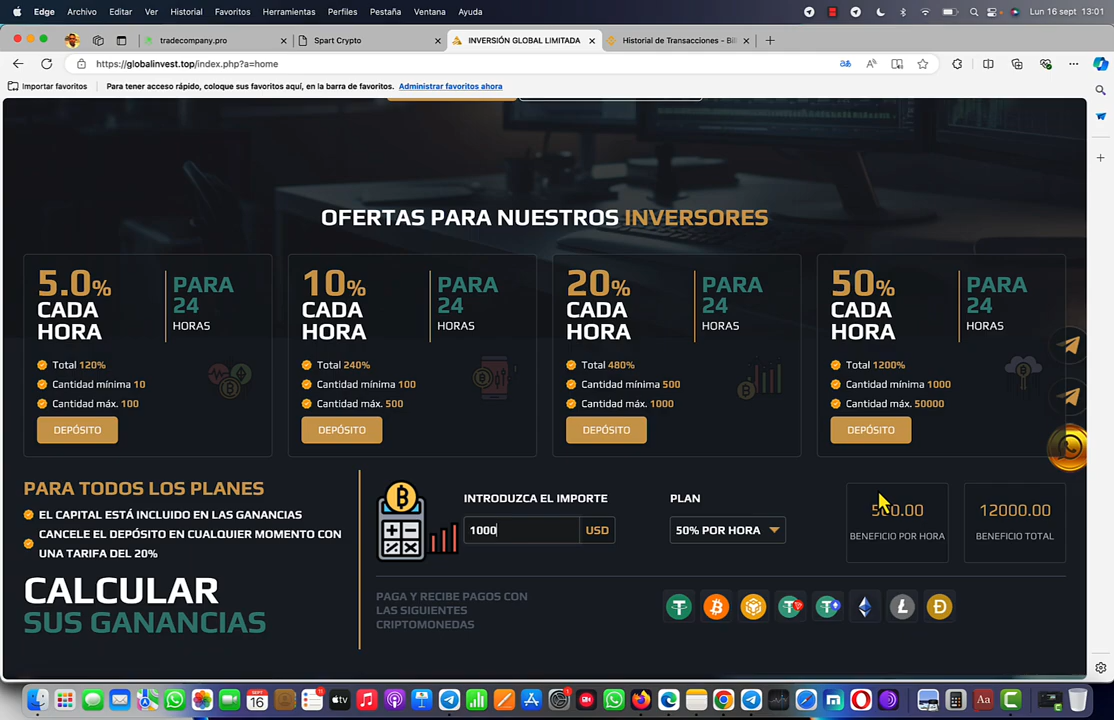 Edge Archivo Editar Ver Historial Favoritos Herramientas Perfiles Pestaña Ventana Ayuda Lun 16 sept 13:01
tradecompany.pro Spart Crypto INVERSIÓN GLOBAL LIMITADA Historial de Transacciones - Bil
https://globalinvest.top/index.php?a=home
Importar favoritos Para tener acceso rápido, coloque sus favoritos aquí, en la barra de favoritos. Administrar favoritos ahora
OFERTAS PARA NUESTROS INVERSORES
5.0% CADA HORA
PARA 24 HORAS
Total 120%
Cantidad mínima 10
Cantidad máx. 100
DEPÓSITO
10% CADA HORA
PARA 24 HORAS
Total 240%
Cantidad mínima 100
Cantidad máx. 500
DEPÓSITO
20% CADA HORA
PARA 24 HORAS
Total 480%
Cantidad mínima 500
Cantidad máx. 1000
DEPÓSITO
50% CADA HORA
PARA 24 HORAS
Total 1200%
Cantidad mínima 1000
Cantidad máx. 50000
DEPÓSITO
PARA TODOS LOS PLANES
EL CAPITAL ESTÁ INCLUIDO EN LAS GANANCIAS
CANCELE EL DEPÓSITO EN CUALQUIER MOMENTO CON
UNA TARIFA DEL 20%
CALCULAR
SUS GANANCIAS
INTRODUZCA EL IMPORTE
1000 USD
PLAN
50% POR HORA
BENEFICIO POR HORA
12000.00
BENEFICIO TOTAL
PAGA Y RECIBE PAGOS CON
LAS SIGUIENTES
CRIPTOMONEDAS